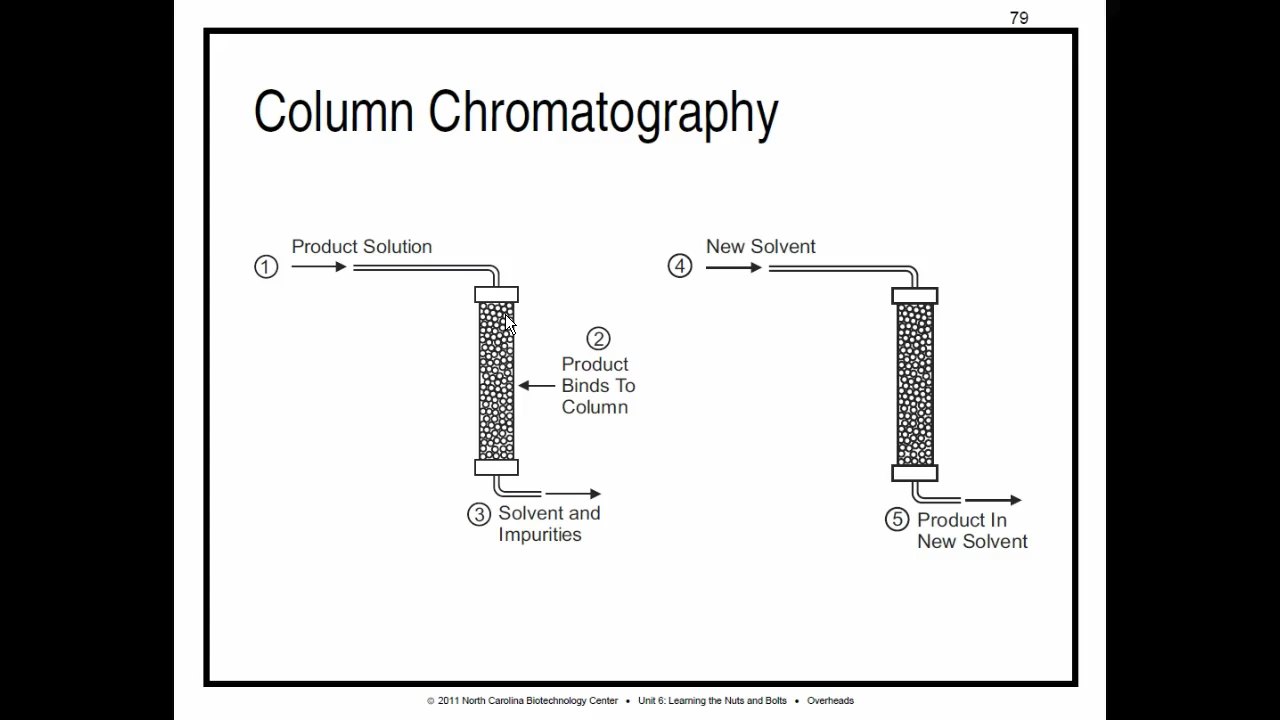 79
Column Chromatography
Product Solution
1
2
Product
Binds To
Column
3 Solvent and
Impurities
New Solvent
4
5 Product In
New Solvent
© 2011 North Carolina Biotechnology Center • Unit 6: Learning the Nuts and Bolts • Overheads